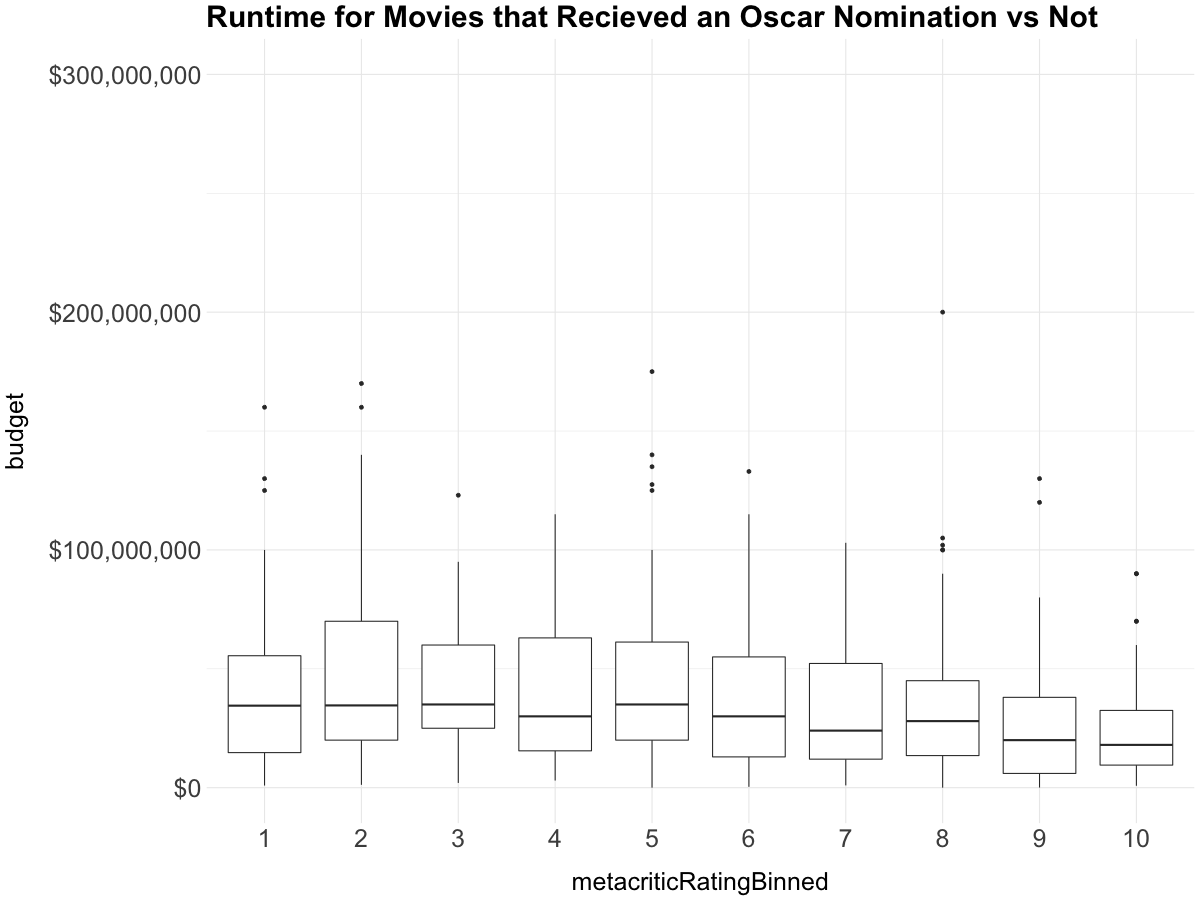 Runtime for Movies that Recieved an Oscar Nomination vs Not
$300,000,000
$200,000,000
$100,000,000
$0
budget
1 2 3 4 5 6 7 8 9 10
metacriticRatingBinned